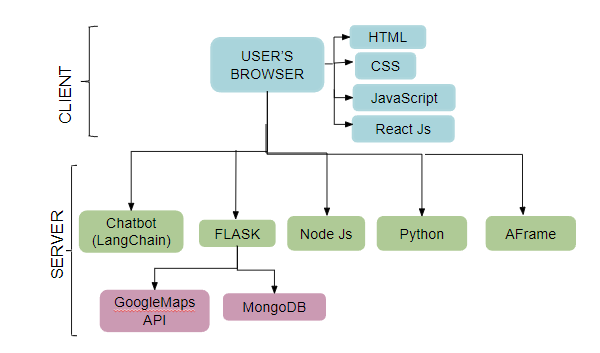 CLIENT
USER'S
BROWSER
HTML
CSS
JavaScript
React Js
SERVER
Chatbot
(LangChain)
FLASK
Node Js
Python
AFrame
GoogleMaps
API
MongoDB